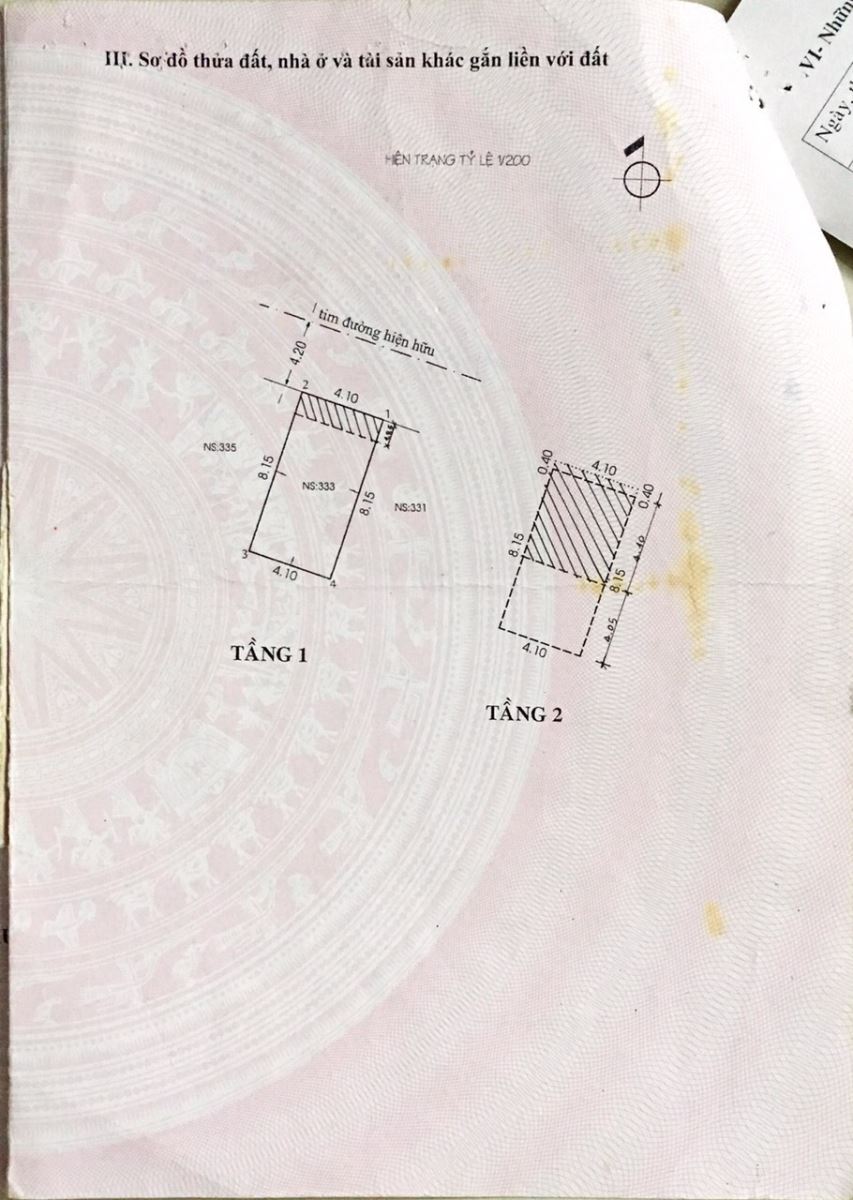 III. Sơ đồ thửa đất, nhà ở và tài sản khác gắn liền với đất
VI- Nhữn
Ngày,
HIỆN TRẠNG TỶ LỆ 1/200
tim đường hiện hữu
4.20
2
4.10
1
NS:335
8.15
NS:333
8.15
NS:331
3
4.10
4
TẦNG 1
0.40
4.10
0.40
8.15
4.10
8.15
4.05
4.10
TẦNG 2